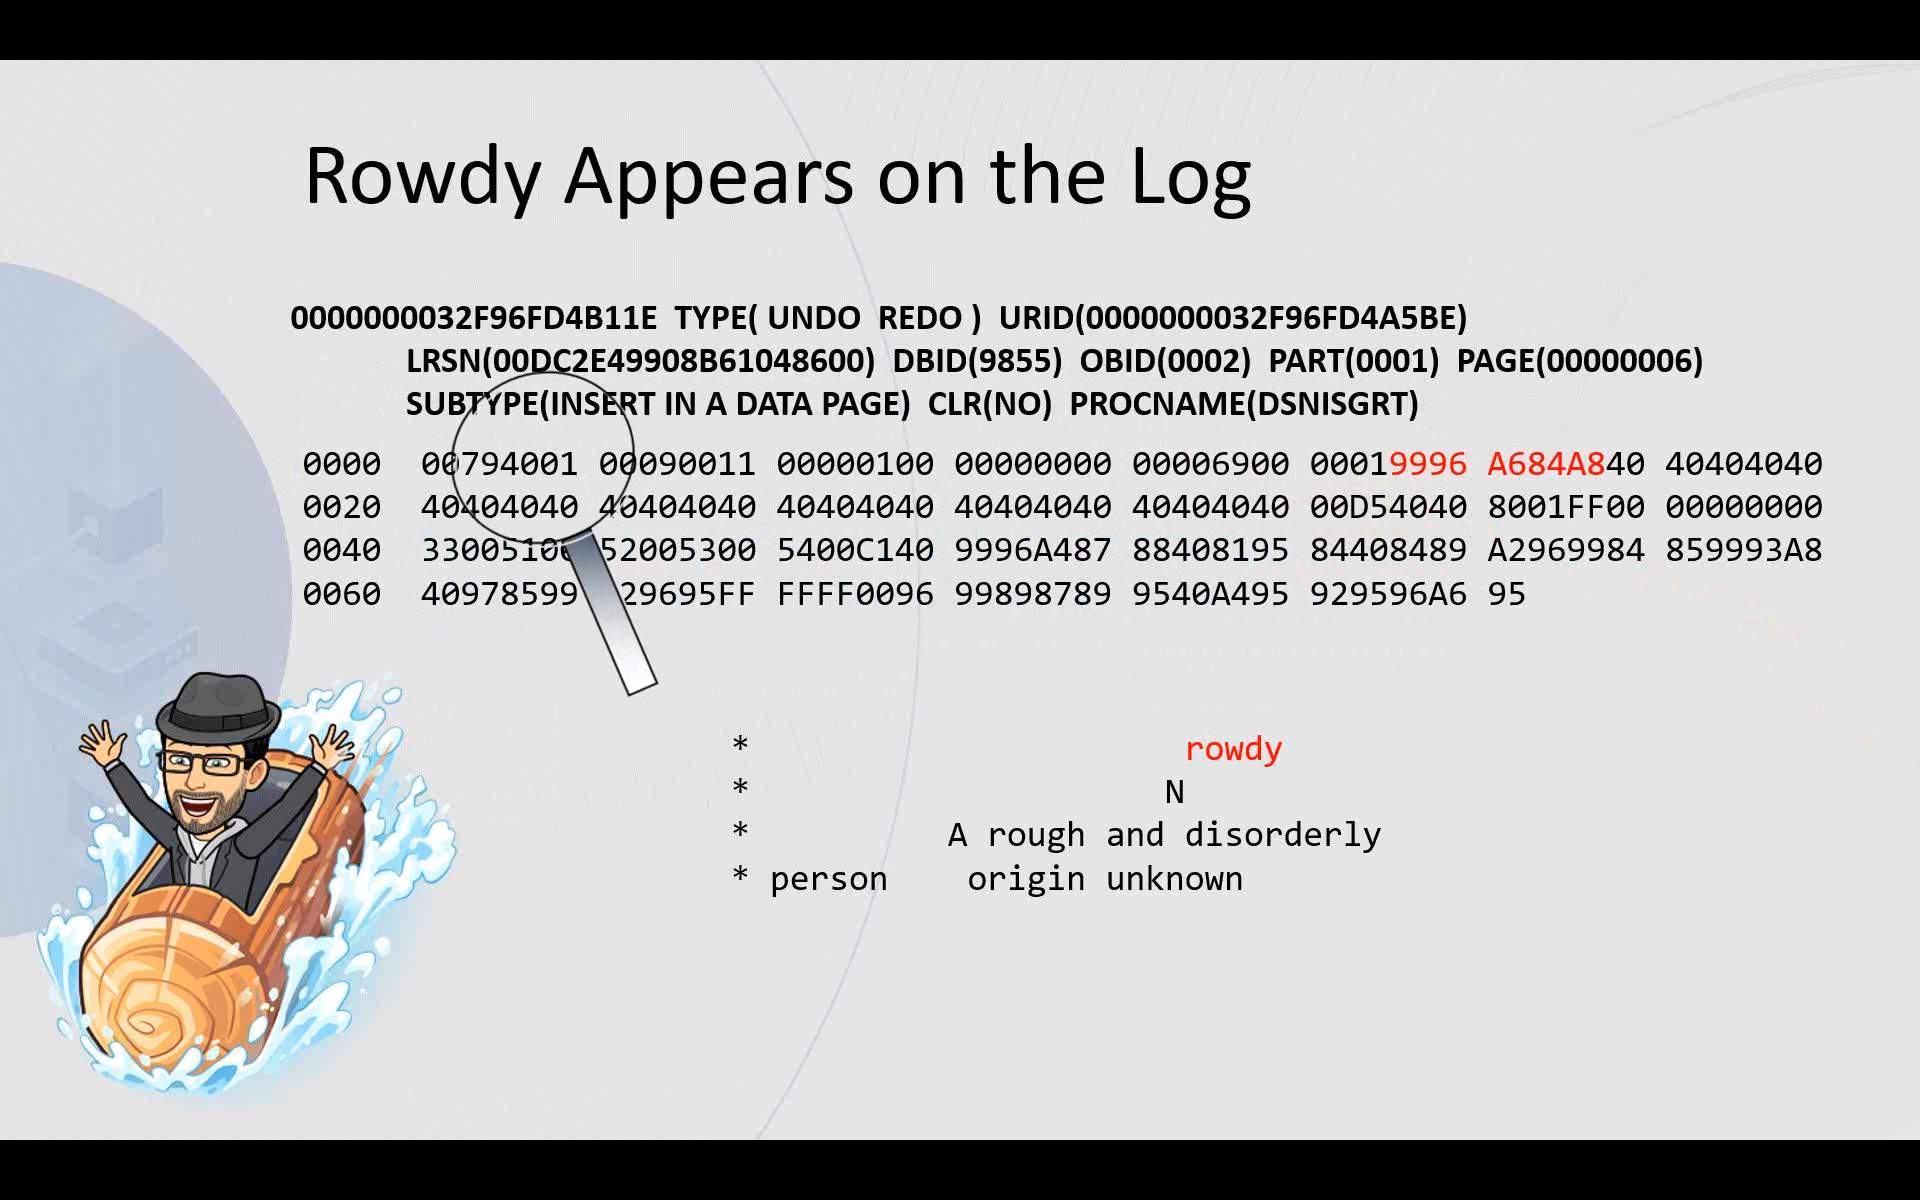 Rowdy Appears on the Log
0000000032F96FD4B11E TYPE( UNDO REDO ) URID(0000000032F96FD4A5BE)
LRSN(00DC2E49908B61048600) DBID(9855) OBID(0002) PART(0001) PAGE(00000006)
SUBTYPE(INSERT IN A DATA PAGE) CLR(NO) PROCNAME(DSNISGRT)
0000 00794001 00090011 00000100 00000000 00006900 00019996 A684A840 40404040
0020 40404040 40404040 40404040 40404040 40404040 00D54040 8001FF00 00000000
0040 33005100 52005300 5400C140 9996A487 88408195 84408489 A2969984 859993A8
0060 40978599 29695FF FFFF0096 99898789 9540A495 929596A6 95
* rowdy
* N
* A rough and disorderly
* person origin unknown